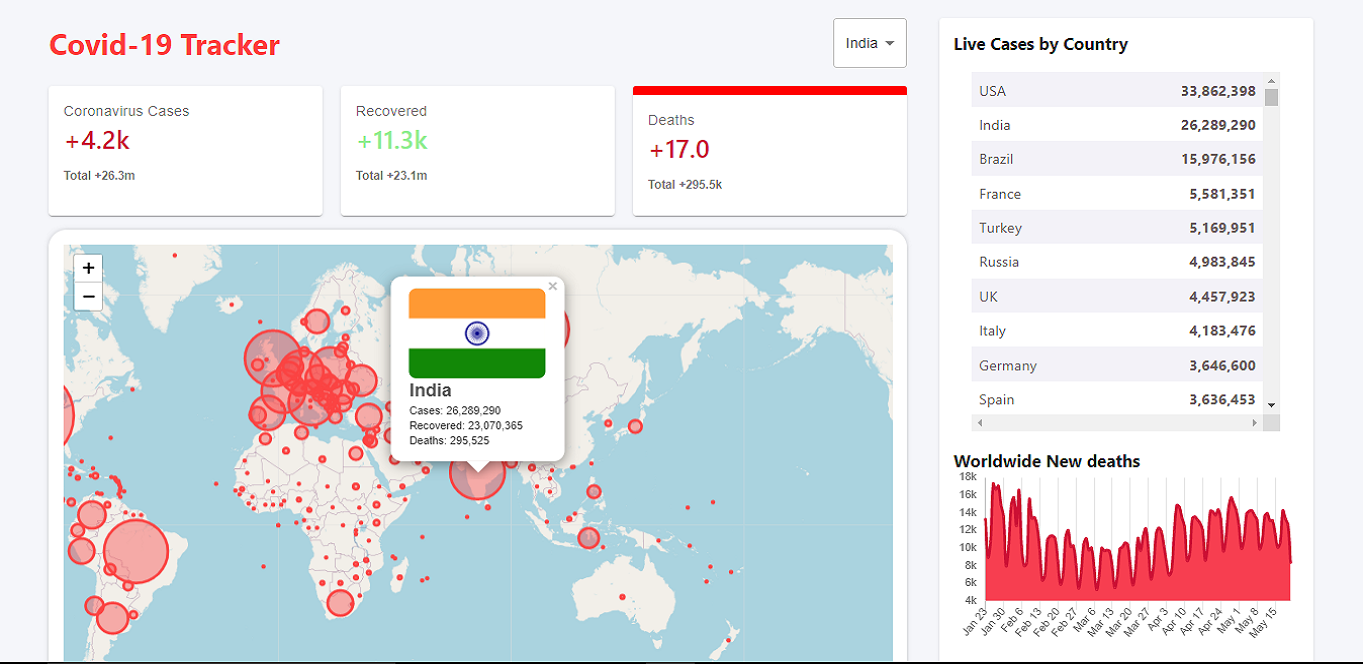 Covid-19 Tracker
India
Coronavirus Cases
+4.2k
Total +26.3m
Recovered
+11.3k
Total +23.1m
Deaths
+17.0
Total +295.5k
+
−
×
India
Cases: 26,289,290
Recovered: 23,070,365
Deaths: 295,525
Live Cases by Country
USA 33,862,398
India 26,289,290
Brazil 15,976,156
France 5,581,351
Turkey 5,169,951
Russia 4,983,845
UK 4,457,923
Italy 4,183,476
Germany 3,646,600
Spain 3,636,453
Worldwide New deaths
18k
16k
14k
12k
10k
8k
6k
4k
Jan 23
Jan 30
Feb 6
Feb 13
Feb 20
Feb 27
Mar 6
Mar 13
Mar 20
Mar 27
Apr 3
Apr 10
Apr 17
Apr 24
May 1
May 8
May 15